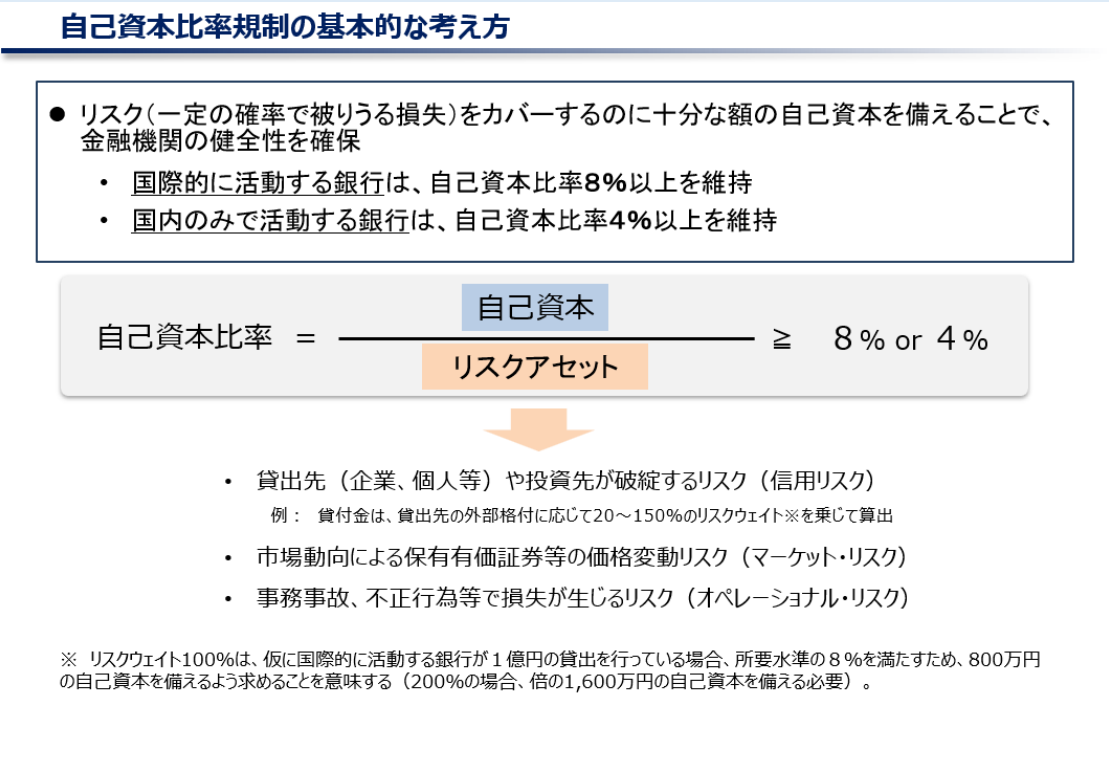 自己資本比率規制の基本的な考え方
● リスク（一定の確率で被りうる損失）をカバーするのに十分な額の自己資本を備えることで、
金融機関の健全性を確保
• 国際的に活動する銀行は、自己資本比率8%以上を維持
• 国内のみで活動する銀行は、自己資本比率4%以上を維持
自己資本
自己資本比率 = ≧ 8% or 4%
リスクアセット
• 貸出先（企業、個人等）や投資先が破綻するリスク（信用リスク）
例： 貸付金は、貸出先の外部格付に応じて20～150%のリスクウェイト※を乗じて算出
• 市場動向による保有有価証券等の価格変動リスク（マーケット・リスク）
• 事務事故、不正行為等で損失が生じるリスク（オペレーショナル・リスク）
※ リスクウェイト100%は、仮に国際的に活動する銀行が１億円の貸出を行っている場合、所要水準の８%を満たすため、800万円
の自己資本を備えるよう求めることを意味する（200%の場合、倍の1,600万円の自己資本を備える必要）。